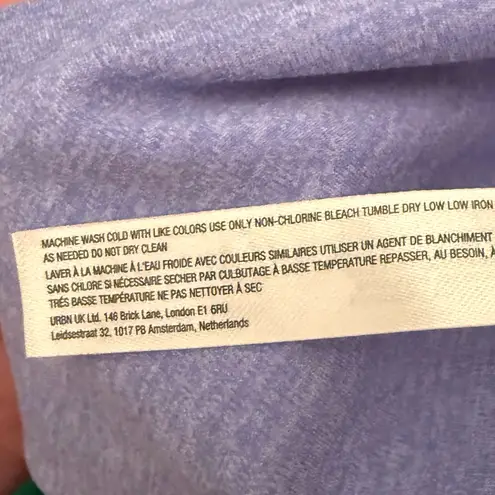 MACHINE WASH COLD WITH LIKE COLORS USE ONLY NON-CHLORINE BLEACH TUMBLE DRY LOW LOW IRON
AS NEEDED DO NOT DRY CLEAN
LAVER À LA MACHINE À L'EAU FROIDE AVEC COULEURS SIMILAIRES UTILISER UN AGENT DE BLANCHIMENT
SANS CHLORE SI NÉCESSAIRE SECHER PAR CULBUTAGE À BASSE TEMPERATURE REPASSER, AU BESOIN, À
TRÉS BASSE TEMPÉRATURE NE PAS NETTOYER À SEC
URBN UK Ltd. 146 Brick Lane, London E1 6RU
Leidsestraat 32, 1017 PB Amsterdam, Netherlands